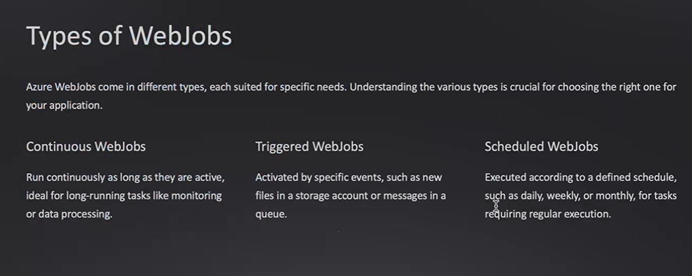 Types of WebJobs
Azure WebJobs come in different types, each suited for specific needs. Understanding the various types is crucial for choosing the right one for
your application.
Continuous WebJobs
Run continuously as long as they are active,
ideal for long-running tasks like monitoring
or data processing.
Triggered WebJobs
Activated by specific events, such as new
files in a storage account or messages in a
queue.
Scheduled WebJobs
Executed according to a defined schedule,
such as daily, weekly, or monthly, for tasks
requiring regular execution.